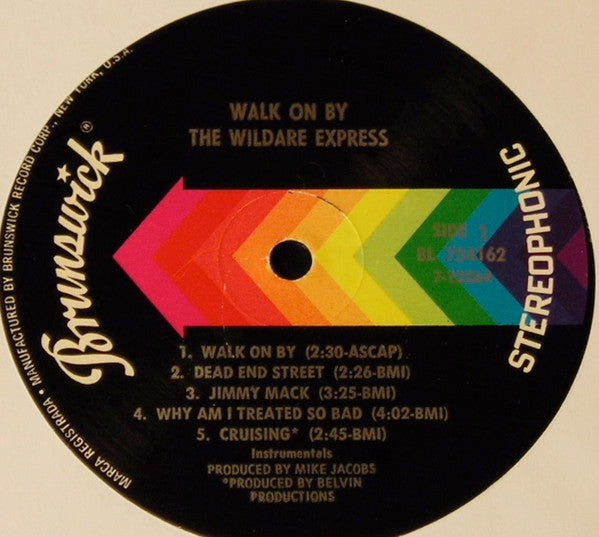 WALK ON BY
THE WILDARE EXPRESS
Brunswick®
STEREOPHONIC
SIDE 1
BL 754162
1. WALK ON BY (2:30-ASCAP)
2. DEAD END STREET (2:26-BMI)
3. JIMMY MACK (3:25-BMI)
4. WHY AM I TREATED SO BAD (4:02-BMI)
5. CRUISING* (2:45-BMI)
Instrumentals
PRODUCED BY MIKE JACOBS
*PRODUCED BY BELVIN
PRODUCTIONS
MARCA REGISTRADA • MANUFACTURED BY BRUNSWICK RECORD CORP., NEW YORK, U.S.A.